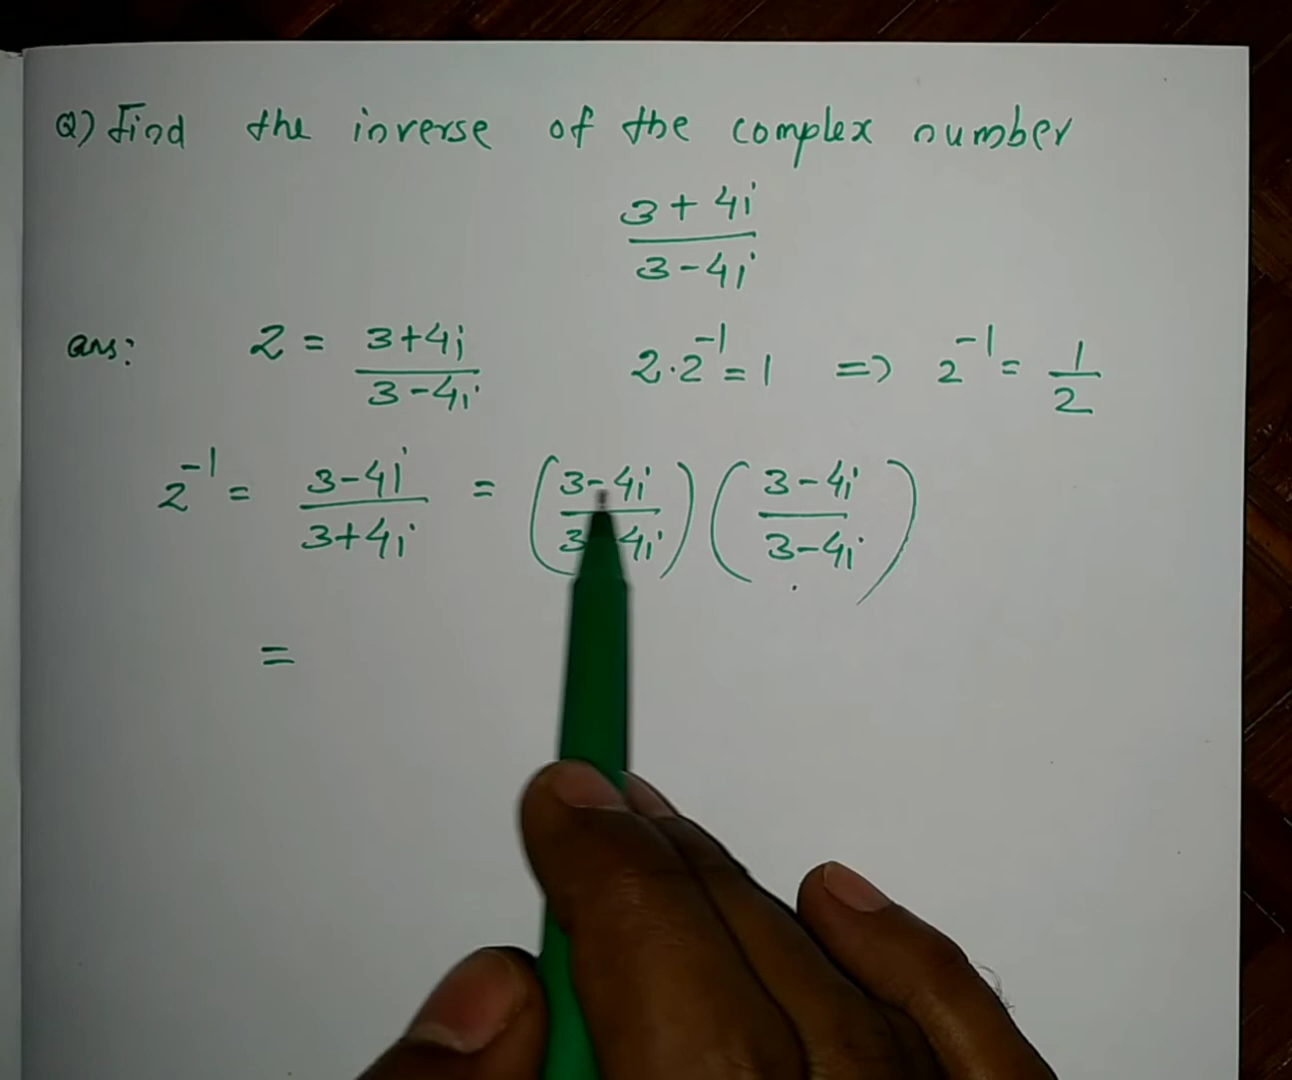 Q) Find the inverse of the complex number
3 + 4i
3 - 4i
ans: z = 3+4i / 3-4i z.z⁻¹ = 1 => z⁻¹ = 1/z
z⁻¹ = 3-4i / 3+4i = (3-4i / 3 4i) (3-4i / 3-4i)
=